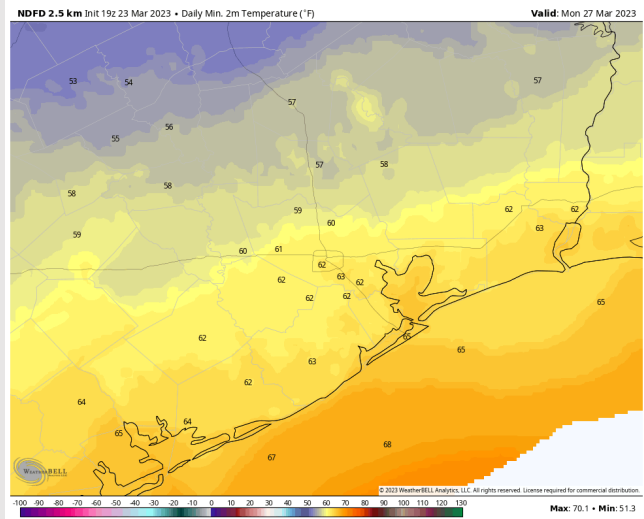 NDFD 2.5 km Init 19z 23 Mar 2023 • Daily Min. 2m Temperature (°F) Valid: Mon 27 Mar 2023
53 54 57 57
55 56
57 58
58 58
59 60 62 62
59 60 61 63
62 63 62
62 62 62 65
62 65 65
63
62
64
65 64
67 68
WeatherBELL
© 2023 WeatherBELL Analytics, LLC. All rights reserved. License required for commercial distribution.
-100 -90 -80 -70 -60 -50 -40 -30 -20 -10 0 10 20 30 40 50 60 70 80 90 100 110 120 130
Max: 70.1 • Min: 51.3